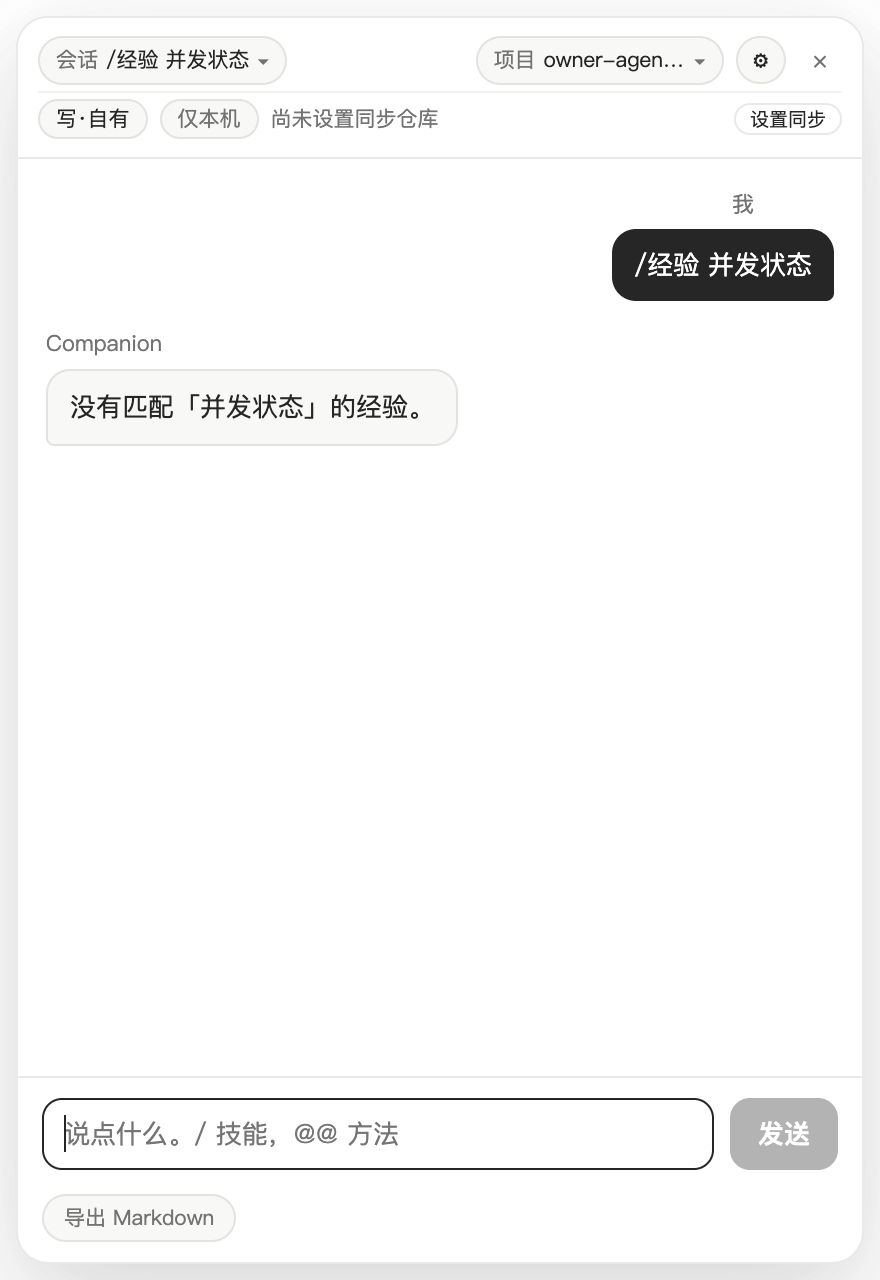 会话 /经验 并发状态
项目 owner-agen...
写·自有 仅本机 尚未设置同步仓库 设置同步
我
/经验 并发状态
Companion
没有匹配「并发状态」的经验。
说点什么。/ 技能，@@ 方法
发送
导出 Markdown